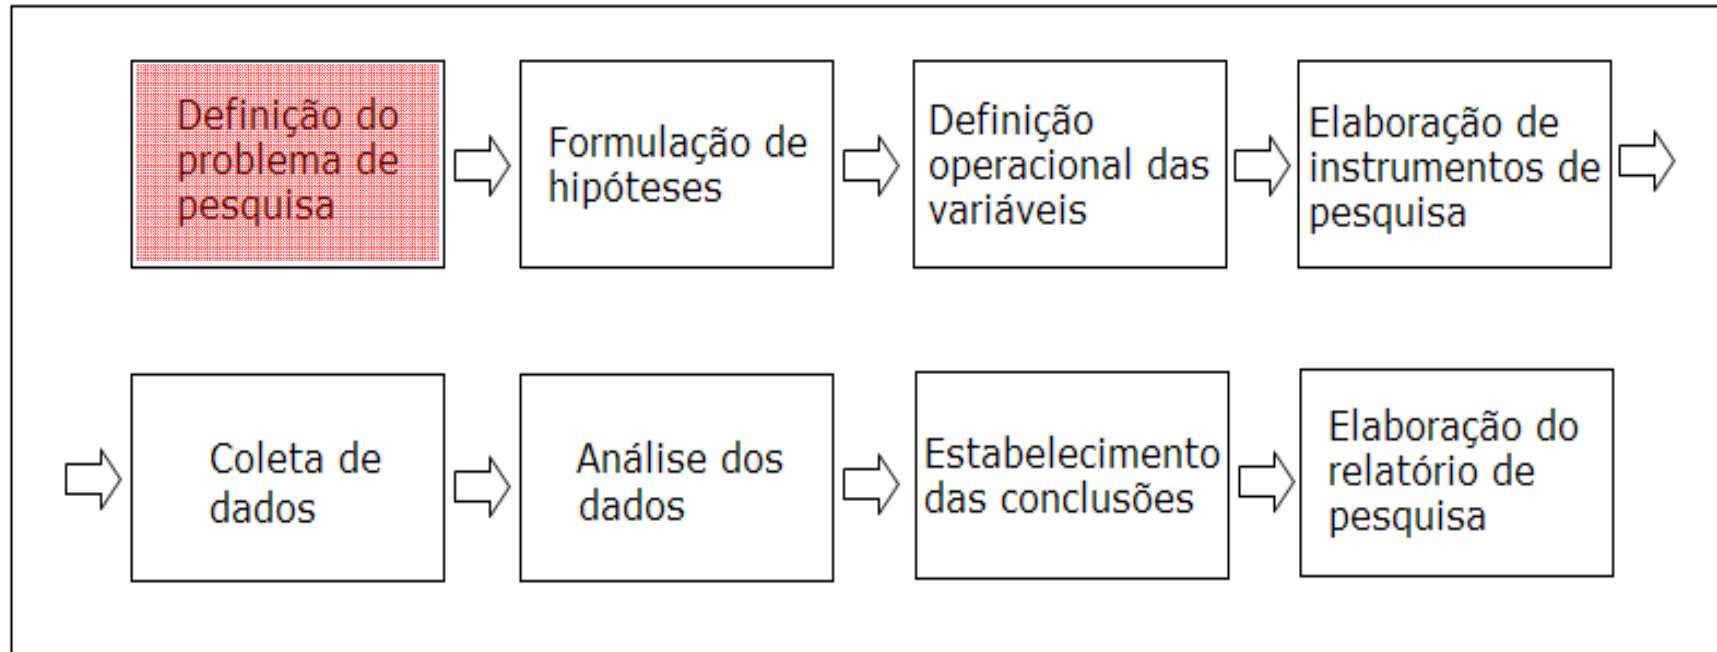 Definição do
problema de
pesquisa
Formulação de
hipóteses
Definição
operacional das
variáveis
Elaboração de
instrumentos de
pesquisa
Coleta de
dados
Análise dos
dados
Estabelecimento
das conclusões
Elaboração do
relatório de
pesquisa